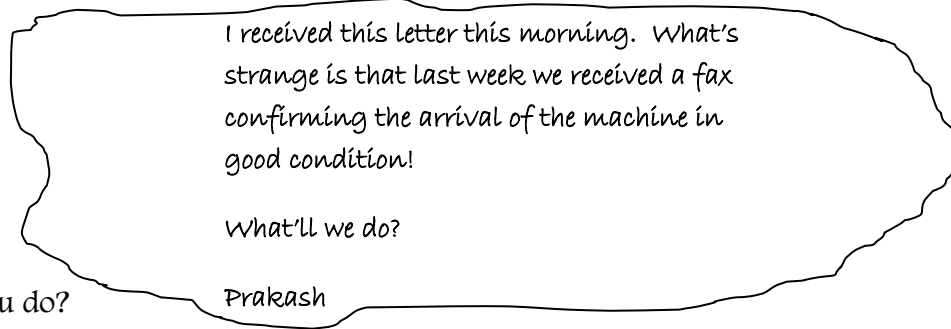 I received this letter this morning.  What's
strange is that last week we received a fax
confirming the arrival of the machine in
good condition!
What'll we do?
Prakash
u do?